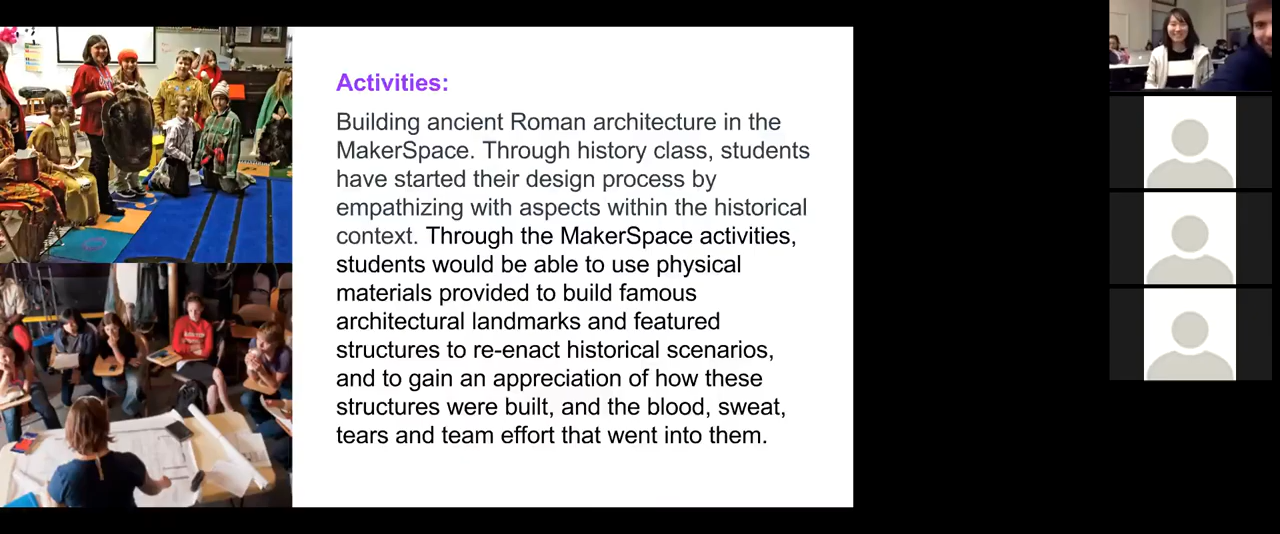 Activities:
Building ancient Roman architecture in the
MakerSpace. Through history class, students
have started their design process by
empathizing with aspects within the historical
context. Through the MakerSpace activities,
students would be able to use physical
materials provided to build famous
architectural landmarks and featured
structures to re-enact historical scenarios,
and to gain an appreciation of how these
structures were built, and the blood, sweat,
tears and team effort that went into them.